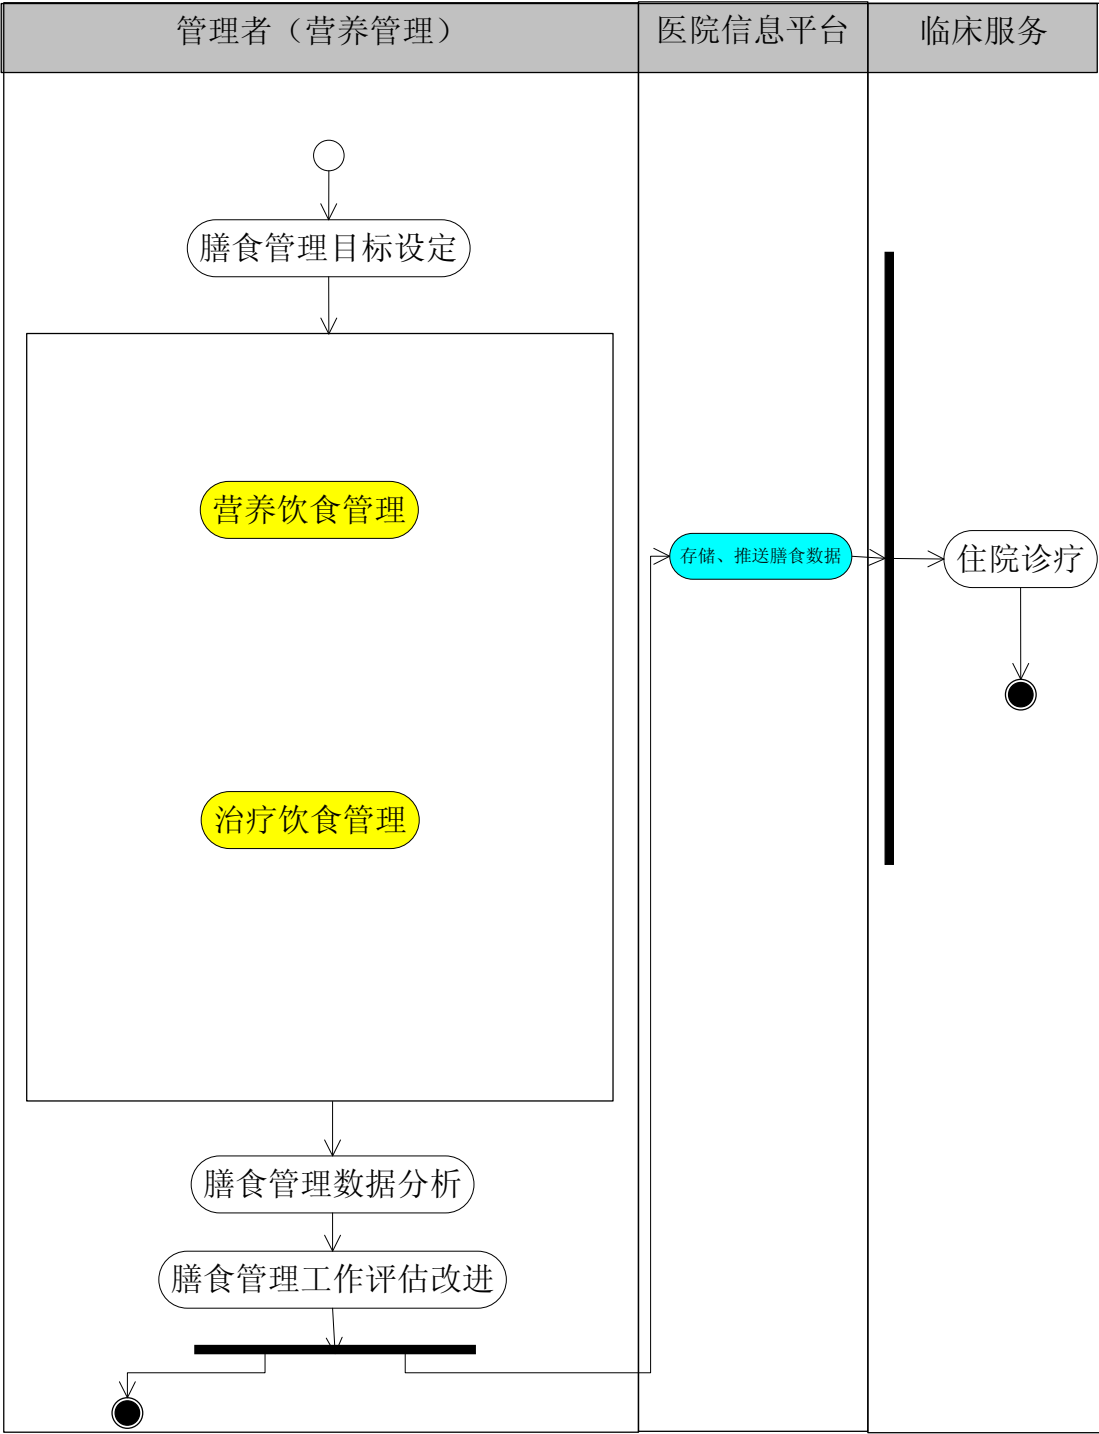 管理者（营养管理）
医院信息平台
临床服务
膳食管理目标设定
营养饮食管理
存储、推送膳食数据
住院诊疗
治疗饮食管理
膳食管理数据分析
膳食管理工作评估改进